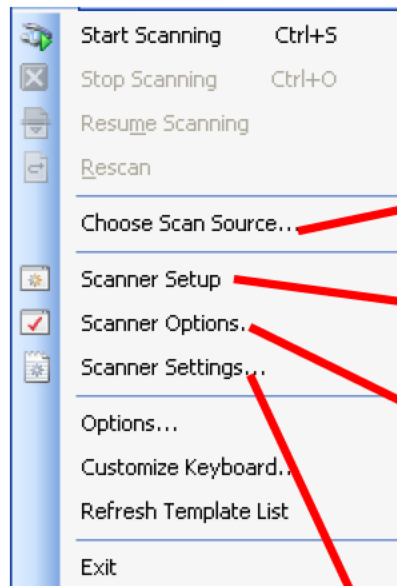 Start Scanning Ctrl+S
Stop Scanning Ctrl+O
Resume Scanning
Rescan
Choose Scan Source...
Scanner Setup
Scanner Options..
Scanner Settings...
Options...
Customize Keyboard..
Refresh Template List
Exit